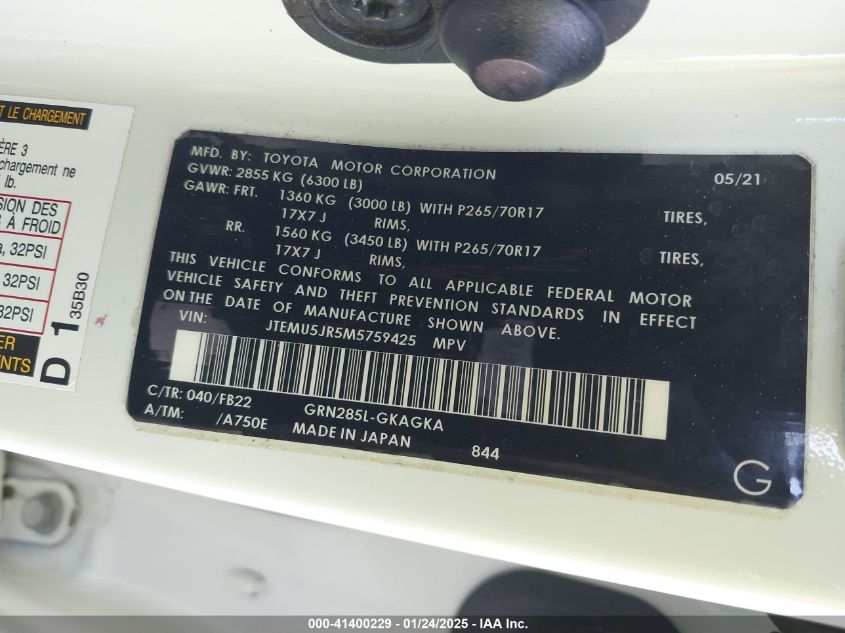 T LE CHARGEMENT
ÈRE 3
chargement ne
lb.
SION DES
À FROID
, 32PSI
32PSI
32PSI
ER
ENTS
D 1
35B30
MFD. BY: TOYOTA MOTOR CORPORATION 05/21
GVWR: 2855 KG (6300 LB)
GAWR: FRT. 1360 KG (3000 LB) WITH P265/70R17 TIRES,
17X7 J RIMS,
RR. 1560 KG (3450 LB) WITH P265/70R17 TIRES,
17X7 J RIMS,
THIS VEHICLE CONFORMS TO ALL APPLICABLE FEDERAL MOTOR
VEHICLE SAFETY AND THEFT PREVENTION STANDARDS IN EFFECT
ON THE DATE OF MANUFACTURE SHOWN ABOVE.
VIN: JTEMU5JR5M5759425 MPV
C/TR: 040/FB22 GRN285L-GKAGKA
A/TM: /A750E MADE IN JAPAN 844
G
000-41400229 - 01/24/2025 - IAA Inc.